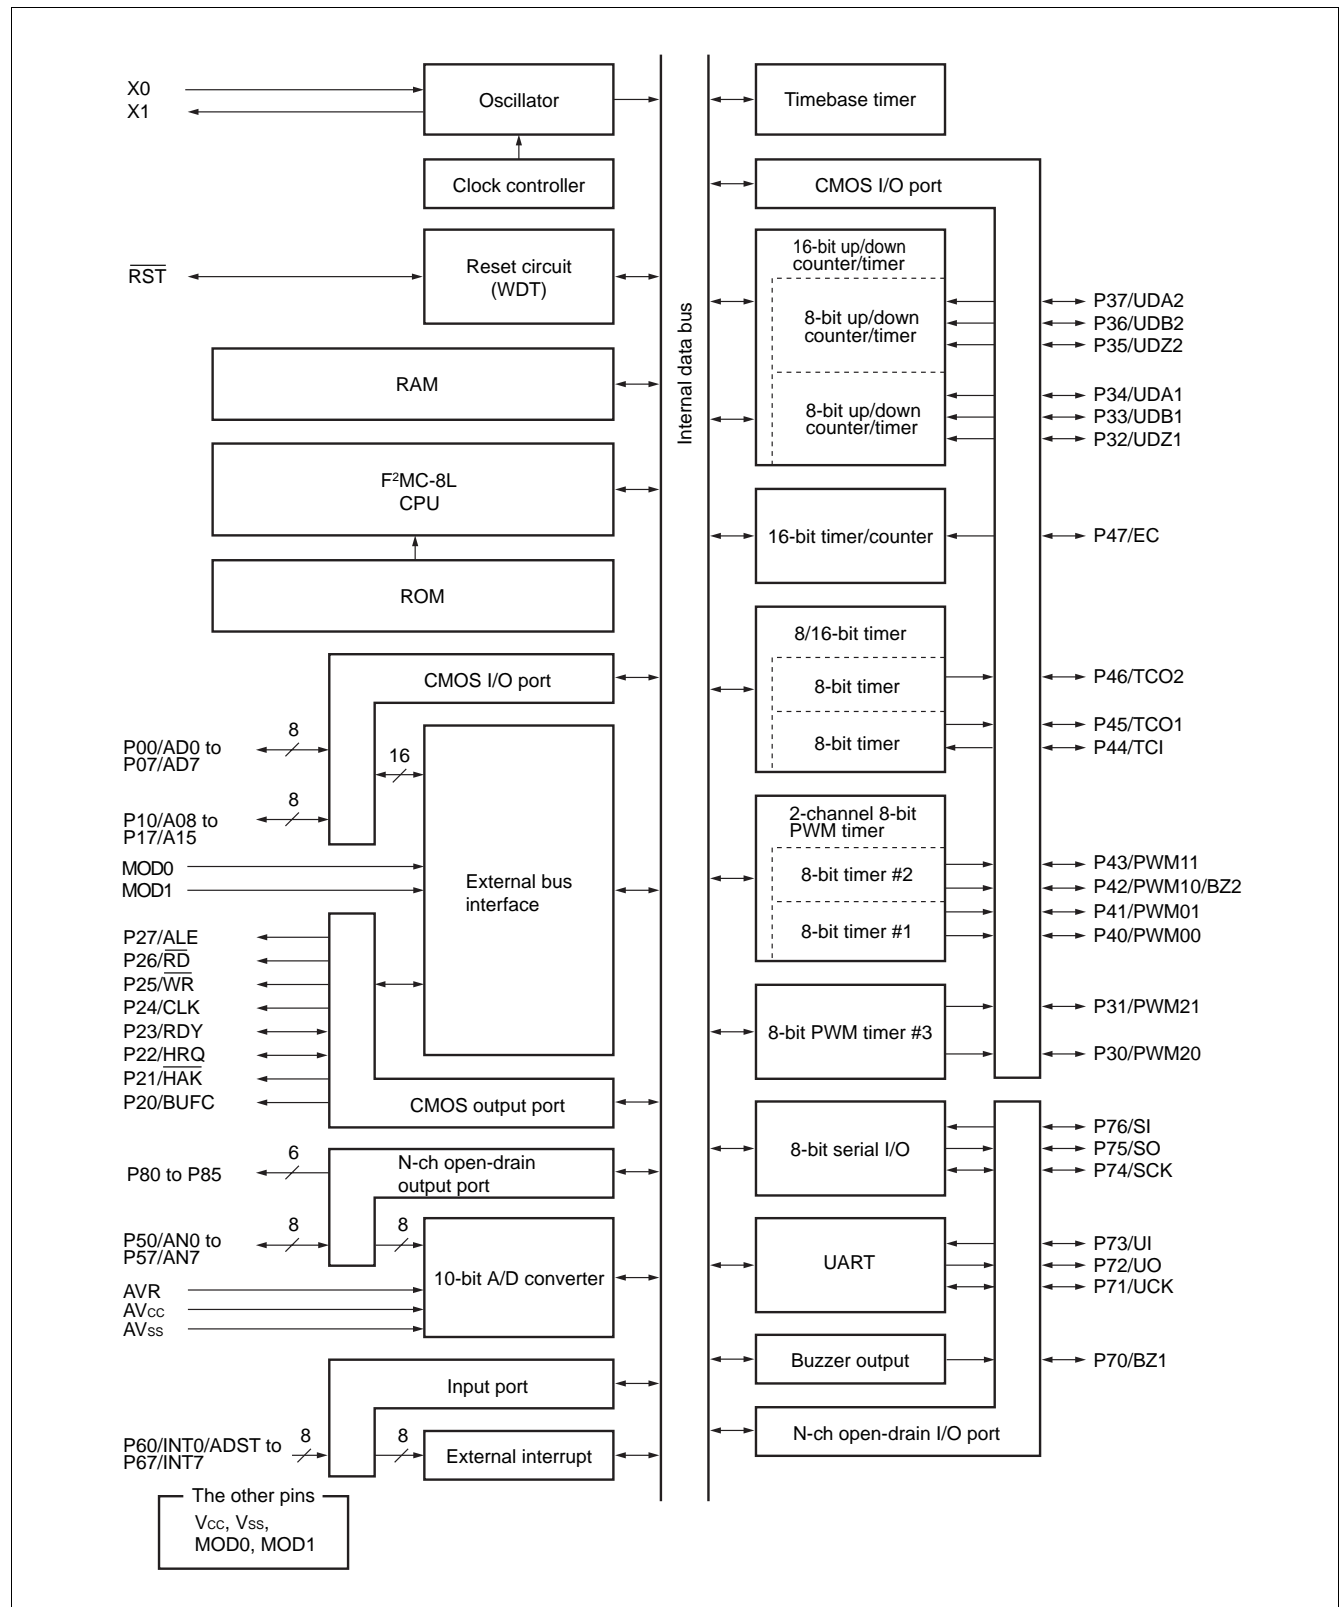 X0
X1
Oscillator
Clock controller
RST
Reset circuit
(WDT)
RAM
F²MC-8L
CPU
ROM
CMOS I/O port
P00/AD0 to
P07/AD7
8
16
P10/A08 to
P17/A15
8
MOD0
MOD1
External bus
interface
P27/ALE
P26/RD
P25/WR
P24/CLK
P23/RDY
P22/HRQ
P21/HAK
P20/BUFC
CMOS output port
P80 to P85
6
N-ch open-drain
output port
P50/AN0 to
P57/AN7
8
8
10-bit A/D converter
AVR
AVcc
AVss
Input port
P60/INT0/ADST to
P67/INT7
8
8
External interrupt
The other pins
Vcc, Vss,
MOD0, MOD1
Internal data bus
Timebase timer
CMOS I/O port
16-bit up/down
counter/timer
8-bit up/down
counter/timer
8-bit up/down
counter/timer
P37/UDA2
P36/UDB2
P35/UDZ2
P34/UDA1
P33/UDB1
P32/UDZ1
16-bit timer/counter
P47/EC
8/16-bit timer
8-bit timer
8-bit timer
P46/TCO2
P45/TCO1
P44/TCI
2-channel 8-bit
PWM timer
8-bit timer #2
8-bit timer #1
P43/PWM11
P42/PWM10/BZ2
P41/PWM01
P40/PWM00
8-bit PWM timer #3
P31/PWM21
P30/PWM20
8-bit serial I/O
P76/SI
P75/SO
P74/SCK
UART
P73/UI
P72/UO
P71/UCK
Buzzer output
P70/BZ1
N-ch open-drain I/O port